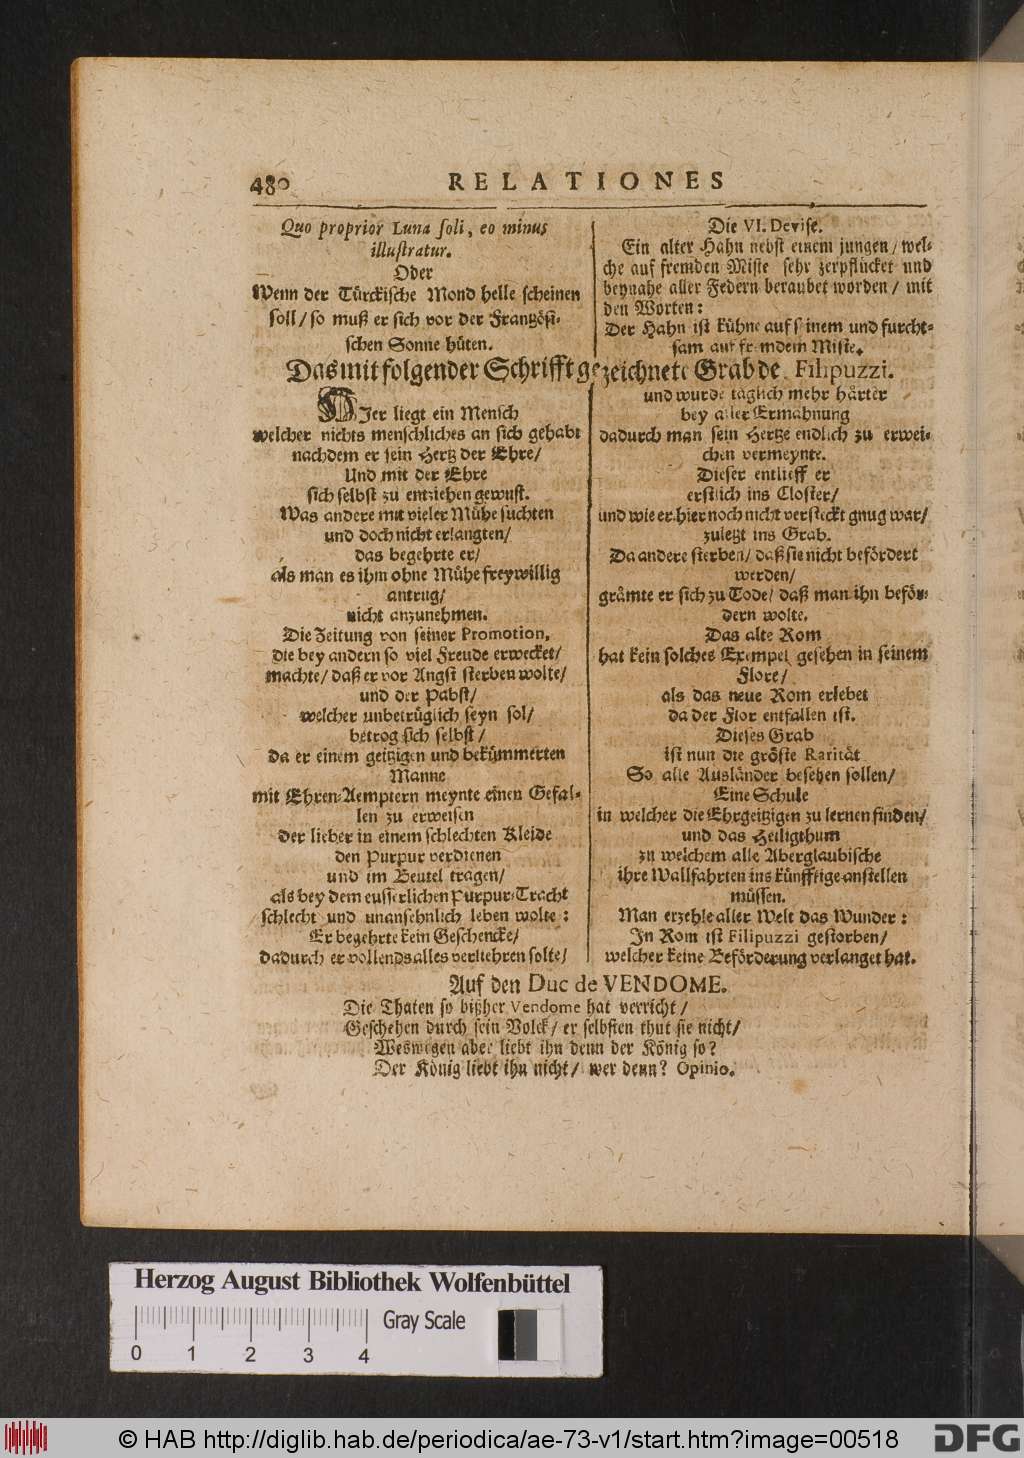 480
RELATIONES
Quo proprior Luna soli, eo minus
illustratur.
Oder
Wenn der Türckische Mond helle scheinen
soll/ so muß er sich vor der Frantzösi-
schen Sonne hüten.
Die VI. Devise.
Ein alter Hahn nebst einem jungen/ wel-
che auf fremden Miste sehr zerpflücket und
beynahe aller Federn beraubet worden/ mit
den Worten:
Der Hahn ist kühne auf seinem und furcht-
sam auf fremdem Miste.
Das mit folgender Schrifft gezeichnete Grab de Filipuzzi.
HIer liegt ein Mensch
welcher nichts menschliches an sich gehabt
nachdem er sein Hertz der Ehre/
Und mit der Ehre
sich selbst zu entziehen gewust.
Was andere mit vieler Mühe suchten
und doch nicht erlangten/
das begehrte er/
als man es ihm ohne Mühe freywillig
antrug/
nicht anzunehmen.
Die Zeitung von seiner Promotion,
die bey andern so viel Freude erwecket/
machte/ daß er vor Angst sterben wolte/
und der Pabst/
welcher unbetrüglich seyn sol/
betrog sich selbst/
da er einem geitzigen und bekümmerten
Manne
mit Ehren-Aemptern meynte einen Gefal-
len zu erweisen
der lieber in einem schlechten Kleide
den Purpur verdienen
und im Beutel tragen/
als bey dem eusserlichen Purpur-Tracht
schlecht und unansehnlich leben wolte:
Er begehrte kein Geschencke/
dadurch er vollends alles verliehren solte/
und wurde täglich mehr härter
bey aller Ermahnung
dadurch man sein Hertze endlich zu erwei-
chen vermeynte.
Dieser entlieff er
erstlich ins Closter/
und wie er hier noch nicht versteckt gnug war/
zuletzt ins Grab.
Da andere sterben/ daß sie nicht befördert
werden/
grämte er sich zu Tode/ daß man ihn beför-
dern wolte.
Das alte Rom
hat kein solches Exempel gesehen in seinem
Flore/
als das neue Rom erlebet
da der Flor entfallen ist.
Dieses Grab
ist nun die gröste Rarität
So alle Ausländer besehen sollen/
Eine Schule
in welcher die Ehrgeitzigen zu lernen finden/
und das Heiligthum
zu welchem alle Aberglaubische
ihre Wallfahrten ins künfftige anstellen
müssen.
Man erzehle aller Welt das Wunder:
In Rom ist Filipuzzi gestorben/
welcher keine Beförderung verlanget hat.
Auf den Duc de VENDOME.
Die Thaten so bißher Vendome hat verricht/
Geschehen durch sein Volck/ er selbsten thut sie nicht/
Weswegen aber liebt ihn denn der König so?
Der König liebt ihn nicht/ wer denn? Opinio.
Herzog August Bibliothek Wolfenbüttel
Gray Scale
0 1 2 3 4
© HAB http://diglib.hab.de/periodica/ae-73-v1/start.htm?image=00518
DFG